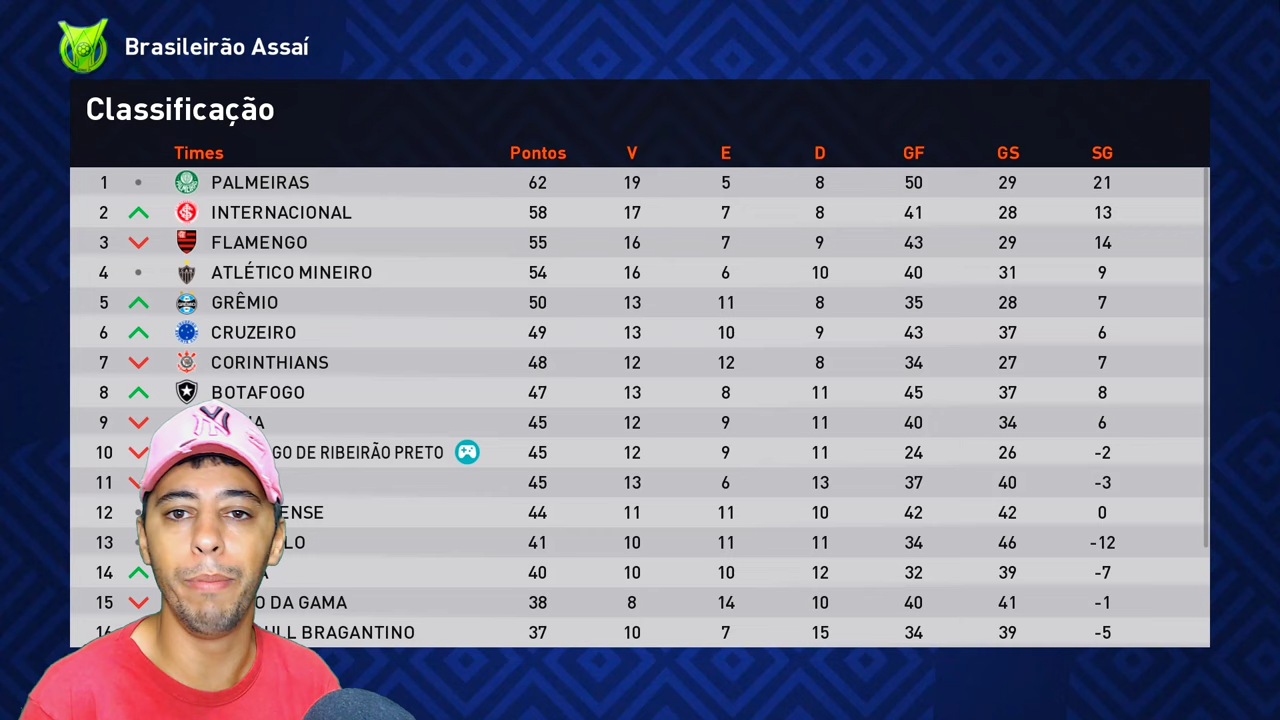 Brasileirão Assaí
Classificação
Times Pontos V E D GF GS SG
1 PALMEIRAS 62 19 5 8 50 29 21
2 INTERNACIONAL 58 17 7 8 41 28 13
3 FLAMENGO 55 16 7 9 43 29 14
4 ATLÉTICO MINEIRO 54 16 6 10 40 31 9
5 GRÊMIO 50 13 11 8 35 28 7
6 CRUZEIRO 49 13 10 9 43 37 6
7 CORINTHIANS 48 12 12 8 34 27 7
8 BOTAFOGO 47 13 8 11 45 37 8
9 45 12 9 11 40 34 6
10 GO DE RIBEIRÃO PRETO 45 12 9 11 24 26 -2
11 45 13 6 13 37 40 -3
12 ENSE 44 11 11 10 42 42 0
13 LO 41 10 11 11 34 46 -12
14 40 10 10 12 32 39 -7
15 O DA GAMA 38 8 14 10 40 41 -1
16 ULL BRAGANTINO 37 10 7 15 34 39 -5
NY